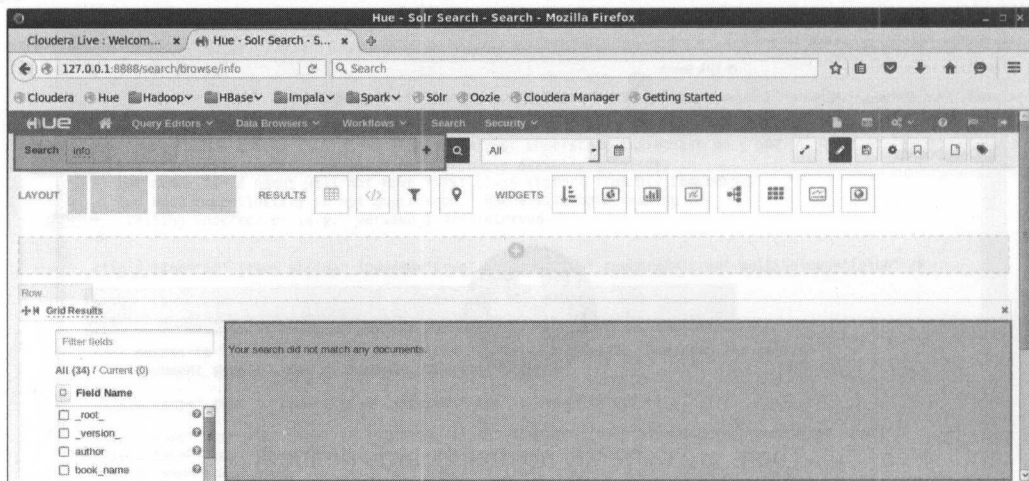 Hue - Solr Search - Search - Mozilla Firefox
Cloudera Live : Welcom... × Hue - Solr Search - S... ×
127.0.0.1:8888/search/browse/info Search
Cloudera Hue Hadoop HBase Impala Spark Solr Oozie Cloudera Manager Getting Started
HUE Query Editors Data Browsers Workflows Search Security
Search info All
LAYOUT RESULTS WIDGETS
Row
Grid Results
Filter fields
Your search did not match any documents.
All (34) / Current (0)
Field Name
_root_
_version_
author
book_name